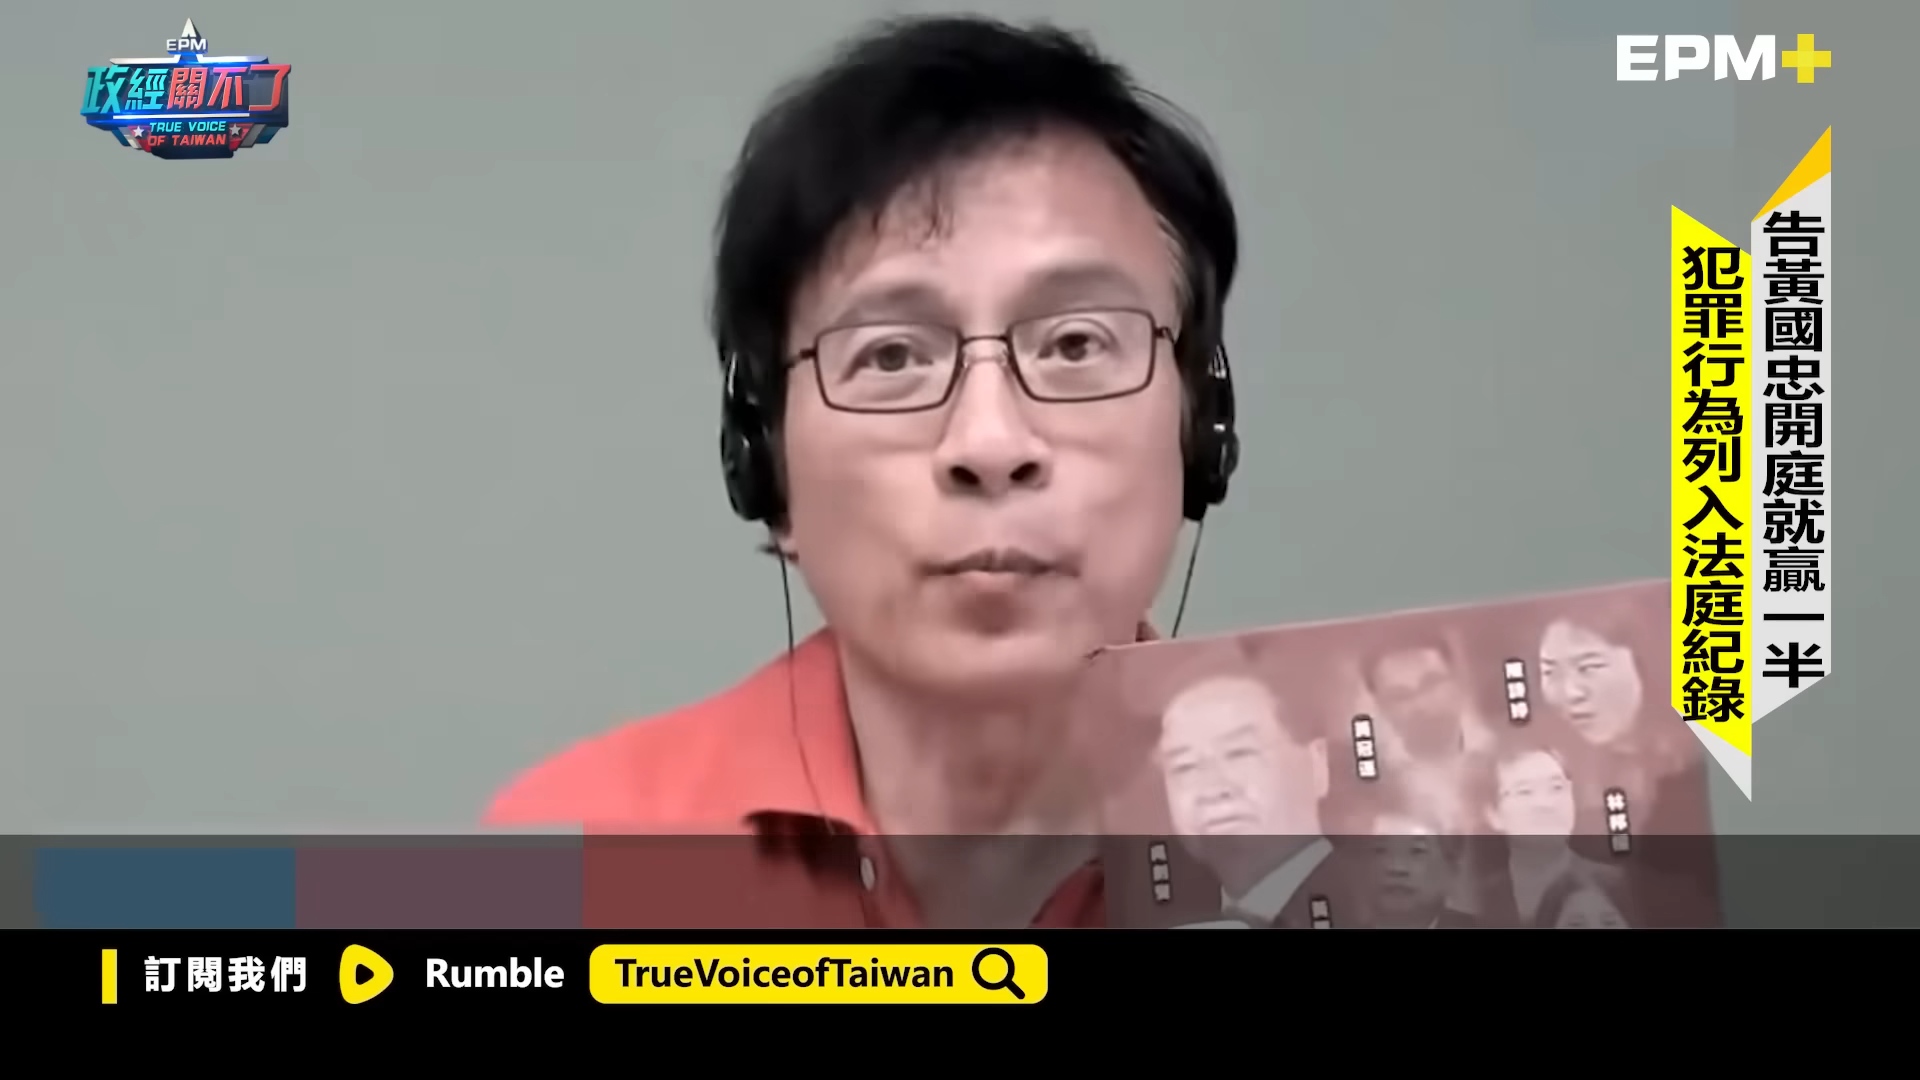 EPM
政經關不了
TRUE VOICE
OF TAIWAN
EPM+
告黃國忠開庭就贏一半
犯罪行為列入法庭紀錄
訂閱我們
Rumble
TrueVoiceofTaiwan